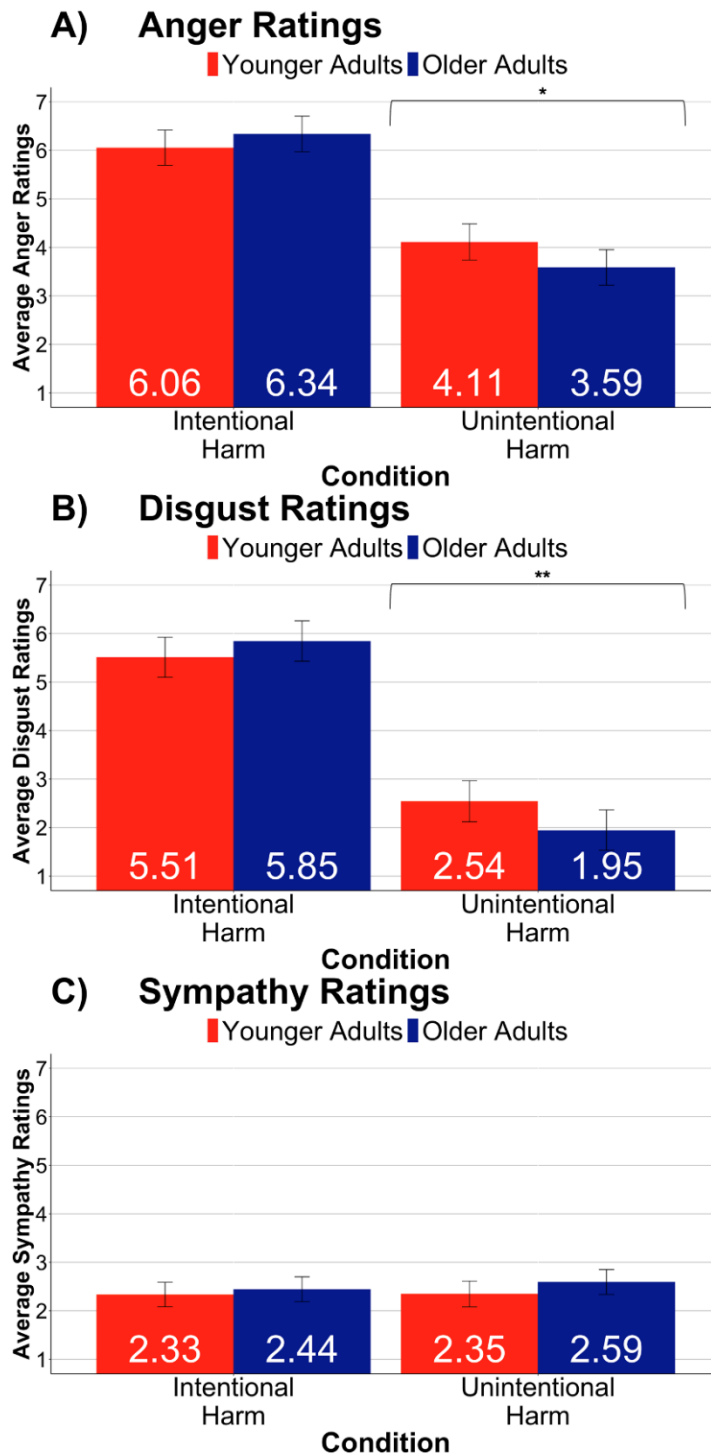 A) Anger Ratings
Younger Adults Older Adults
*
Average Anger Ratings
7
6
5
4
3
2
1
6.06 6.34 4.11 3.59
Intentional Harm Unintentional Harm
Condition
B) Disgust Ratings
Younger Adults Older Adults
**
Average Disgust Ratings
7
6
5
4
3
2
1
5.51 5.85 2.54 1.95
Intentional Harm Unintentional Harm
Condition
C) Sympathy Ratings
Younger Adults Older Adults
Average Sympathy Ratings
7
6
5
4
3
2
1
2.33 2.44 2.35 2.59
Intentional Harm Unintentional Harm
Condition